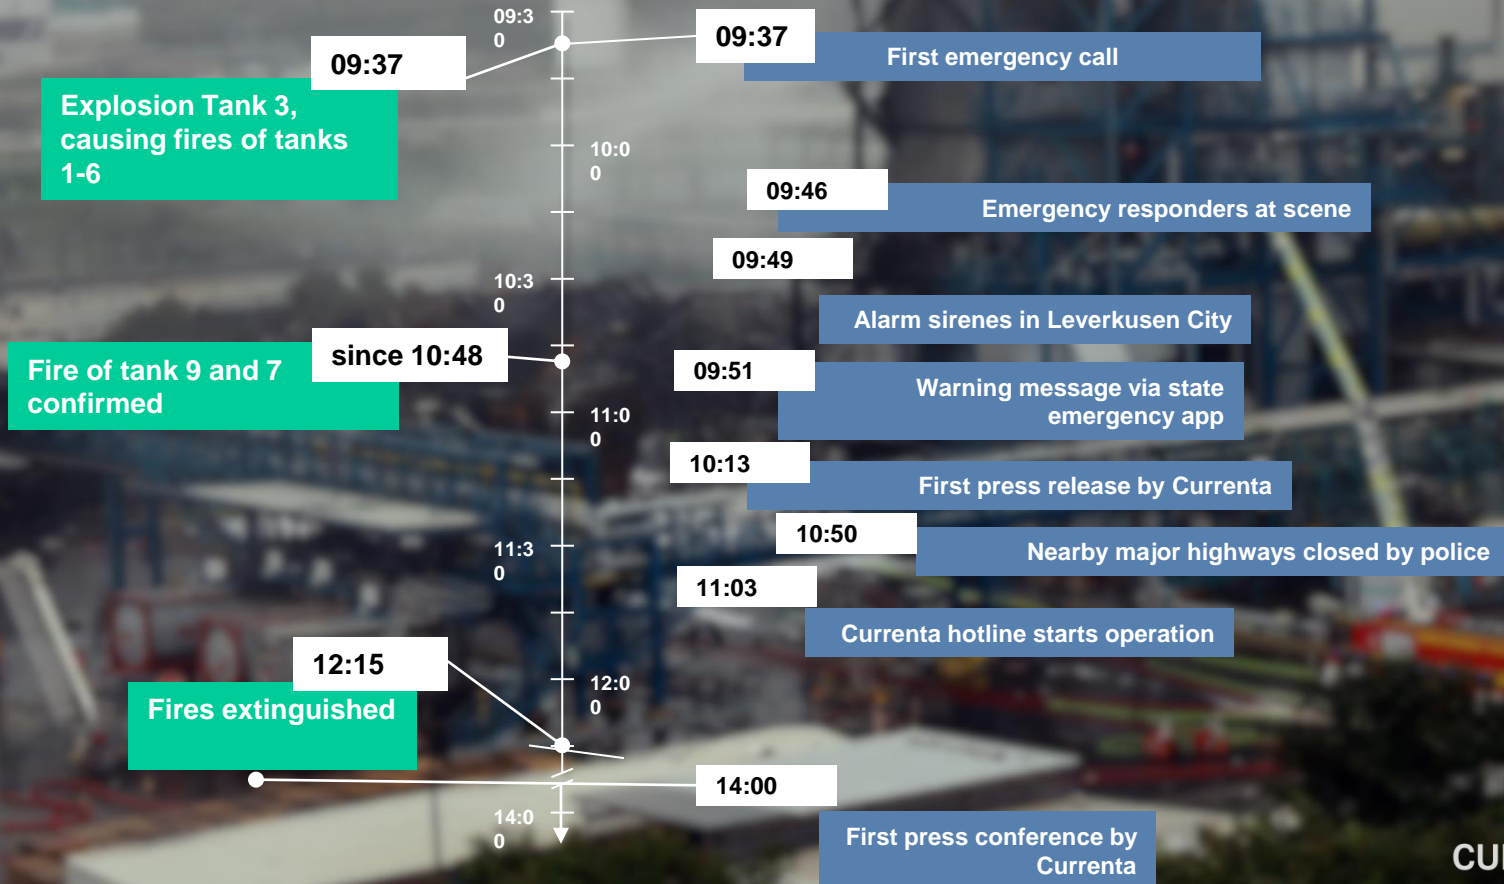 09:3
0
09:37
First emergency call
09:37
Explosion Tank 3,
causing fires of tanks
1-6
10:0
0
09:46
Emergency responders at scene
09:49
10:3
0
Alarm sirenes in Leverkusen City
since 10:48
Fire of tank 9 and 7
confirmed
09:51
Warning message via state
emergency app
11:0
0
10:13
First press release by Currenta
10:50
Nearby major highways closed by police
11:3
0
11:03
Currenta hotline starts operation
12:15
Fires extinguished
12:0
0
14:00
14:0
0
First press conference by
Currenta